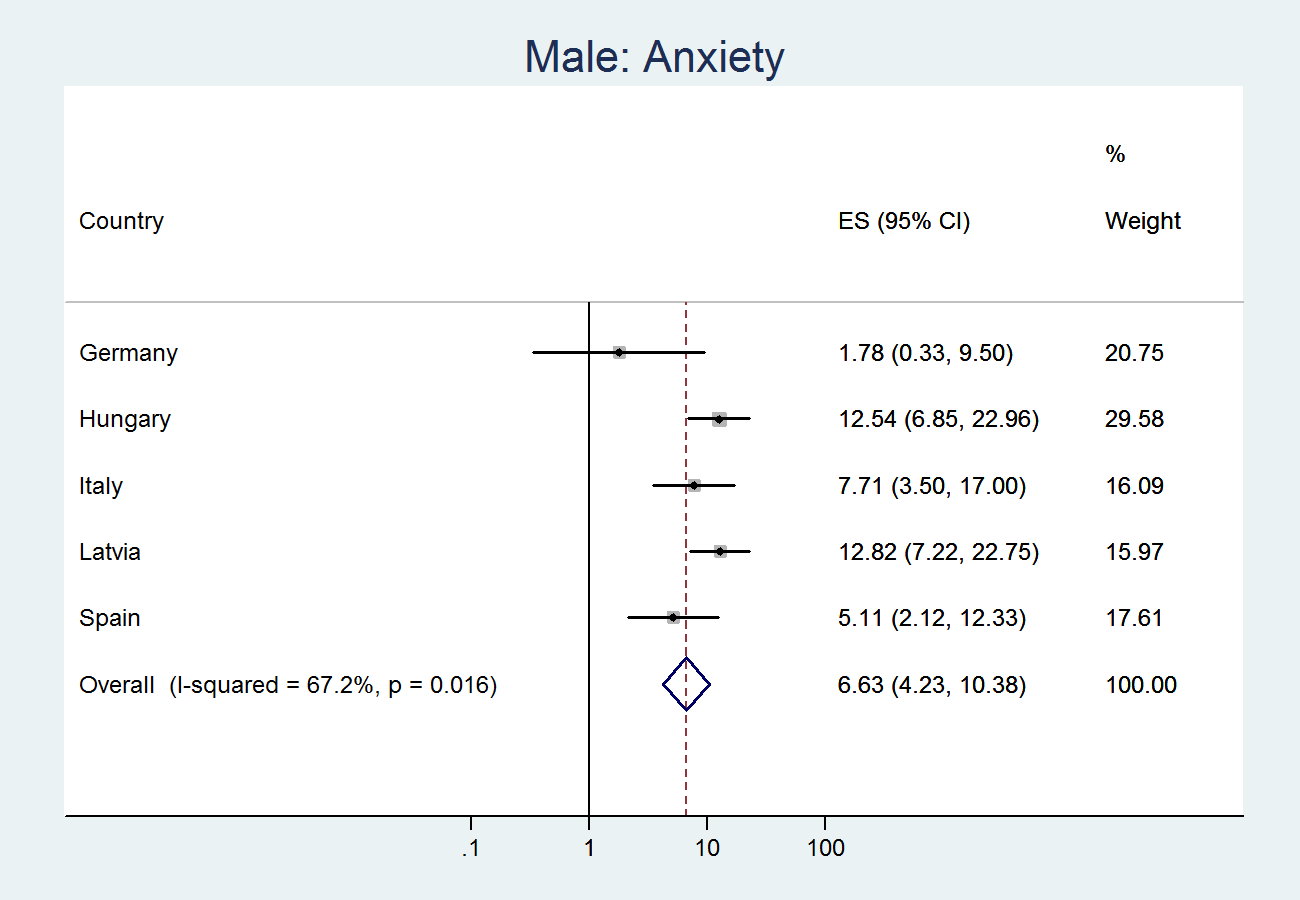 Male: Anxiety
%
Country ES (95% CI) Weight
Germany 1.78 (0.33, 9.50) 20.75
Hungary 12.54 (6.85, 22.96) 29.58
Italy 7.71 (3.50, 17.00) 16.09
Latvia 12.82 (7.22, 22.75) 15.97
Spain 5.11 (2.12, 12.33) 17.61
Overall (I-squared = 67.2%, p = 0.016) 6.63 (4.23, 10.38) 100.00
.1 1 10 100